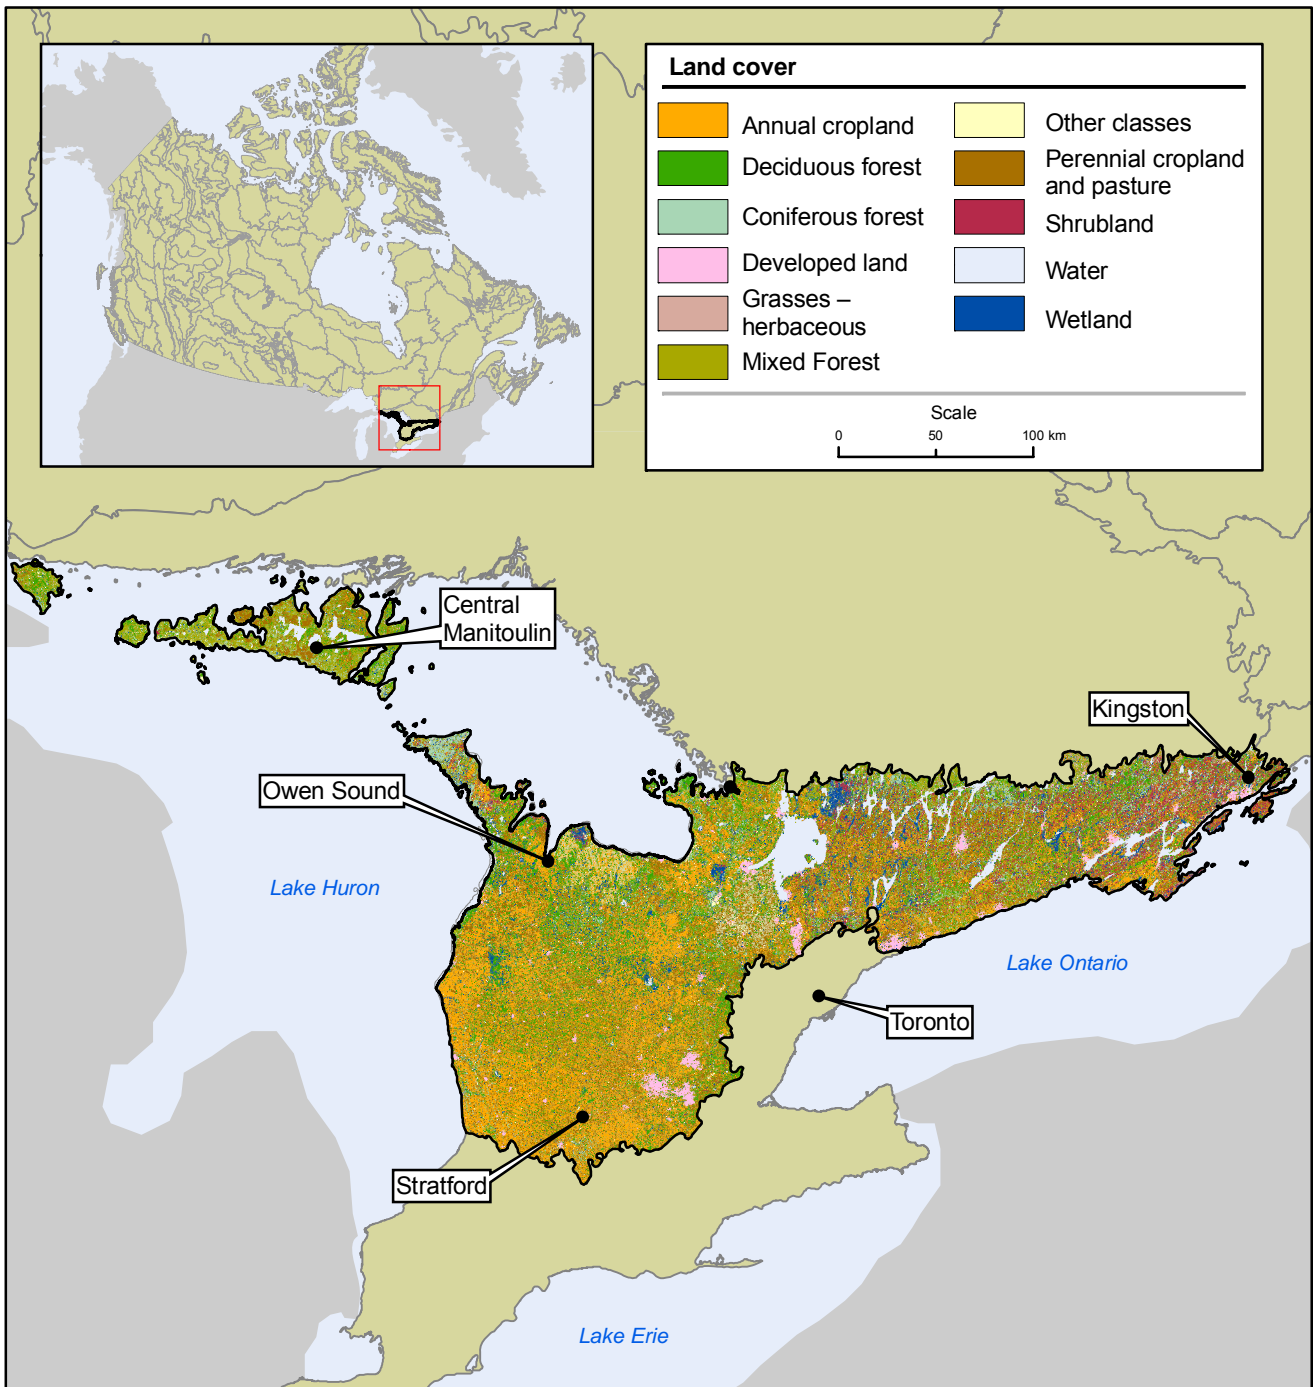 Land cover
Annual cropland
Deciduous forest
Coniferous forest
Developed land
Grasses –
herbaceous
Mixed Forest
Other classes
Perennial cropland
and pasture
Shrubland
Water
Wetland
Scale
0 50 100 km
Central
Manitoulin
Kingston
Owen Sound
Lake Huron
Lake Ontario
Toronto
Stratford
Lake Erie